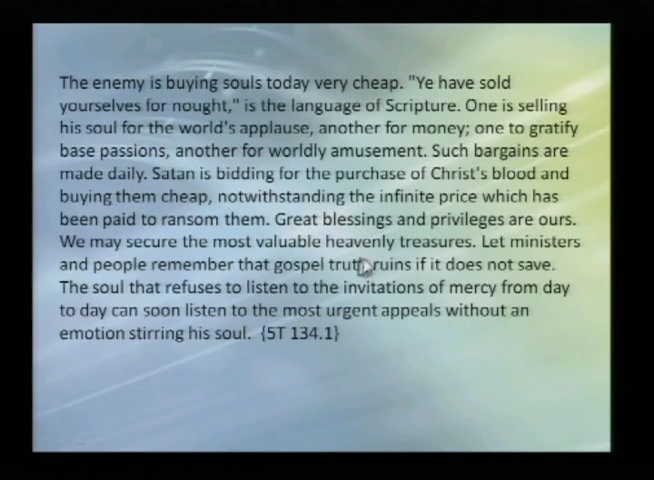 The enemy is buying souls today very cheap. "Ye have sold
yourselves for nought," is the language of Scripture. One is selling
his soul for the world's applause, another for money; one to gratify
base passions, another for worldly amusement. Such bargains are
made daily. Satan is bidding for the purchase of Christ's blood and
buying them cheap, notwithstanding the infinite price which has
been paid to ransom them. Great blessings and privileges are ours.
We may secure the most valuable heavenly treasures. Let ministers
and people remember that gospel truth ruins if it does not save.
The soul that refuses to listen to the invitations of mercy from day
to day can soon listen to the most urgent appeals without an
emotion stirring his soul. {5T 134.1}